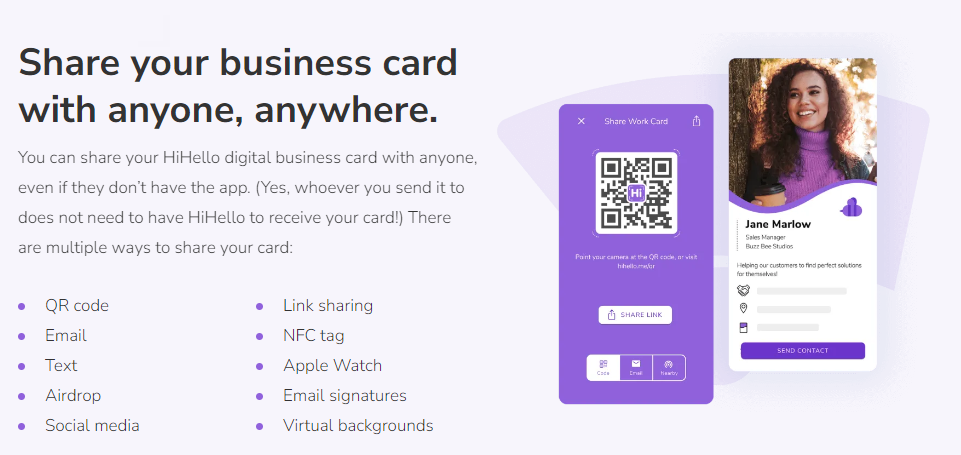 Share your business card
with anyone, anywhere.
You can share your HiHello digital business card with anyone,
even if they don't have the app. (Yes, whoever you send it to
does not need to have HiHello to receive your card!) There
are multiple ways to share your card:
QR code
Email
Text
Airdrop
Social media
Link sharing
NFC tag
Apple Watch
Email signatures
Virtual backgrounds
Share Work Card
Hi
Point your camera at the QR code, or visit
hihello.me/qr
SHARE LINK
Code
Email
Nearby
Jane Marlow
Sales Manager
Buzz Bee Studios
Helping our customers to find perfect solutions
for themselves!
SEND CONTACT